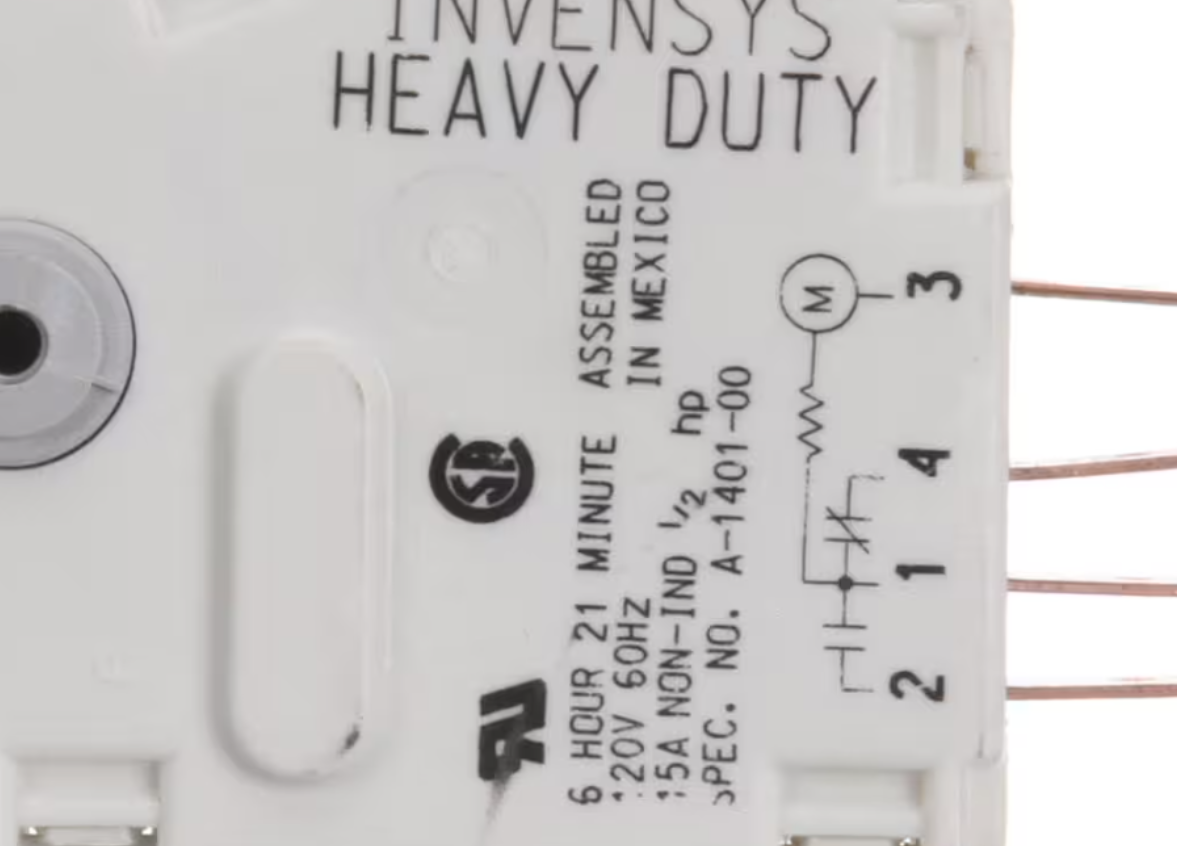 INVENSYS
HEAVY DUTY
ASSEMBLED
IN MEXICO
6 HOUR 21 MINUTE
120V 60HZ
15A NON-IND 1/2 hp
SPEC. NO. A-1401-00
M
3
4
1
2